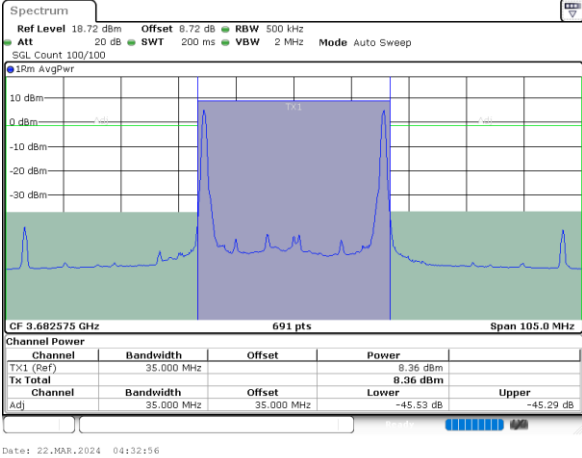 Spectrum
Ref Level 18.72 dBm Offset 8.72 dB RBW 500 kHz
Att 20 dB SWT 200 ms VBW 2 MHz Mode Auto Sweep
SGL Count 100/100
1Rm AvgPwr
10 dBm
TX1
0 dBm
Adj Adj
-10 dBm
-20 dBm
-30 dBm
CF 3.682575 GHz 691 pts Span 105.0 MHz
Channel Power
Channel Bandwidth Offset Power
TX1 (Ref) 35.000 MHz 8.36 dBm
Tx Total 8.36 dBm
Channel Bandwidth Offset Lower Upper
Adj 35.000 MHz 35.000 MHz -45.53 dB -45.29 dB
Ready
Date: 22.MAR.2024 04:32:56